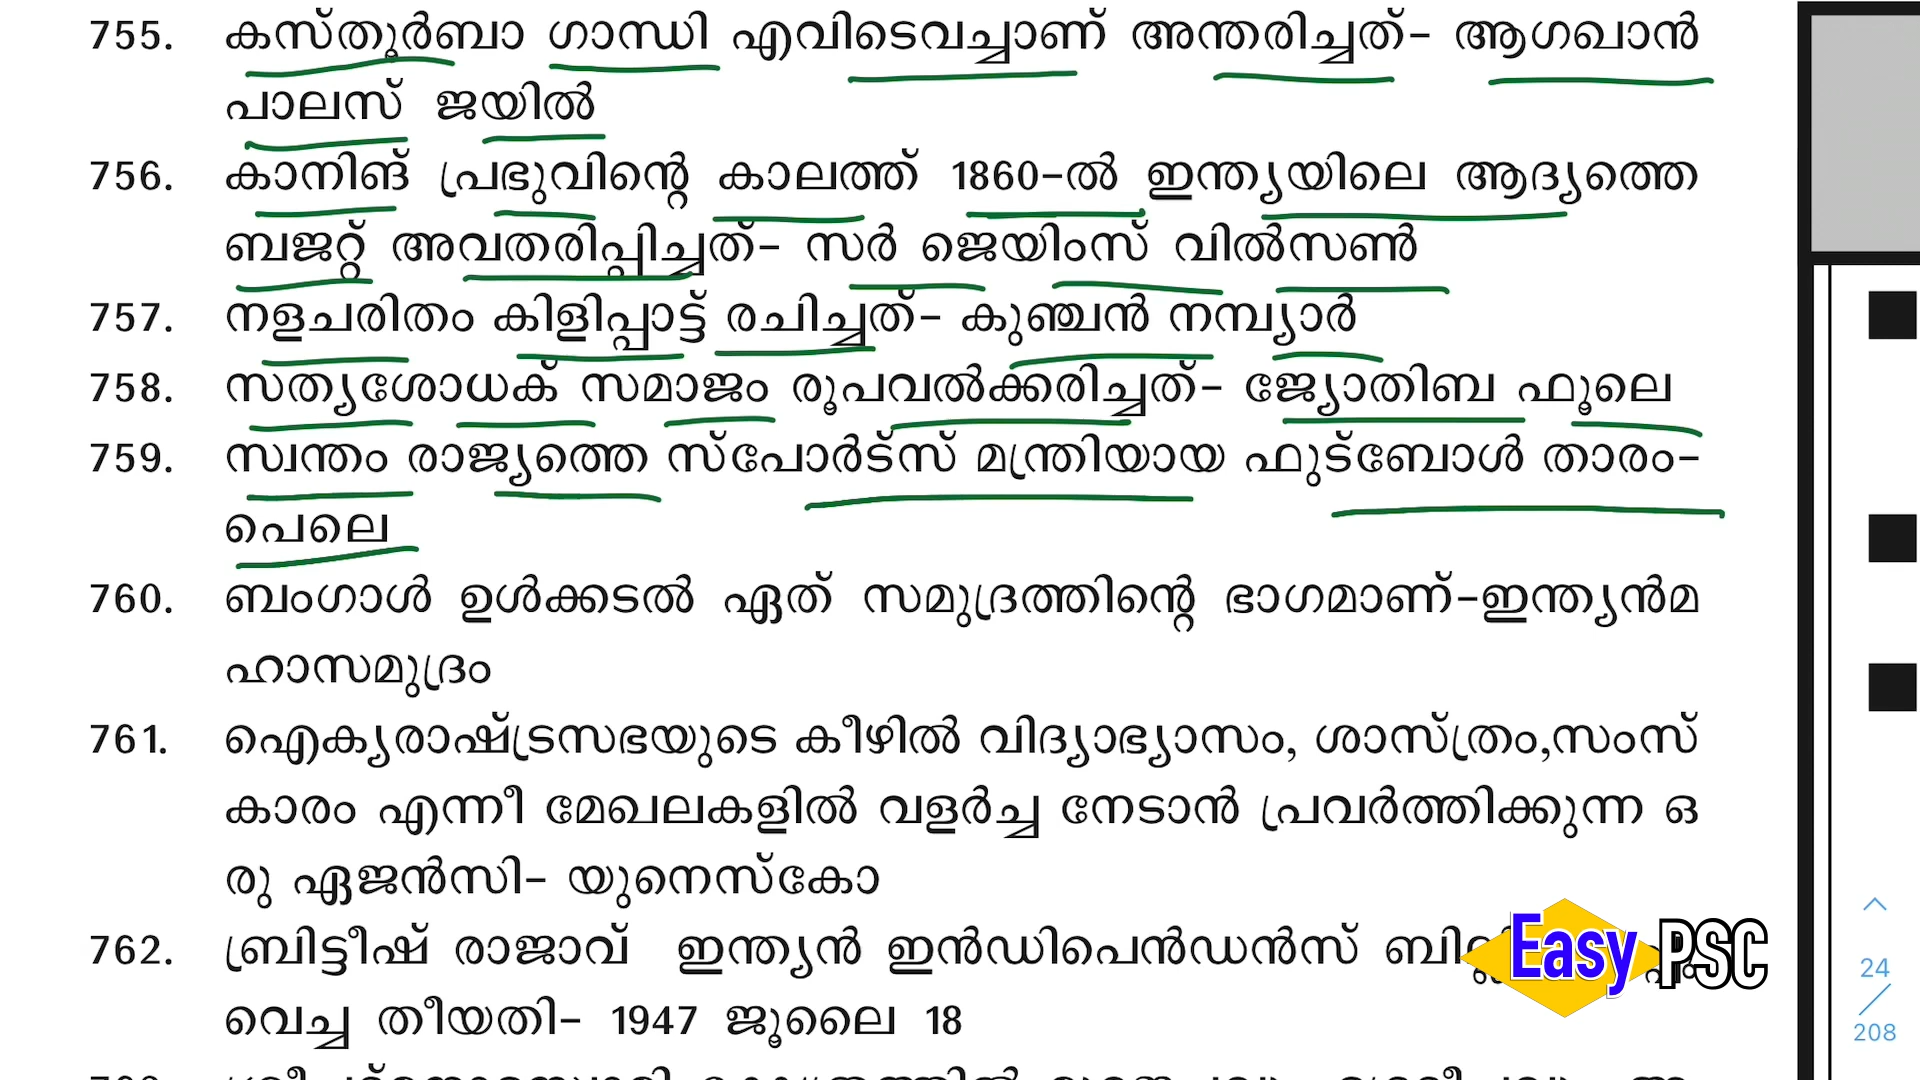 755. കസ്തൂർബാ ഗാന്ധി എവിടെവച്ചാണ് അന്തരിച്ചത്- ആഗഖാൻ
പാലസ് ജയിൽ
756. കാനിങ് പ്രഭുവിന്റെ കാലത്ത് 1860-ൽ ഇന്ത്യയിലെ ആദ്യത്തെ
ബജറ്റ് അവതരിപ്പിച്ചത്- സർ ജെയിംസ് വിൽസൺ
757. നളചരിതം കിളിപ്പാട്ട് രചിച്ചത്- കുഞ്ചൻ നമ്പ്യാർ
758. സത്യശോധക് സമാജം രൂപവൽക്കരിച്ചത്- ജ്യോതിബ ഫൂലെ
759. സ്വന്തം രാജ്യത്തെ സ്പോർട്സ് മന്ത്രിയായ ഫുട്ബോൾ താരം-
പെലെ
760. ബംഗാൾ ഉൾക്കടൽ ഏത് സമുദ്രത്തിന്റെ ഭാഗമാണ്-ഇന്ത്യൻമ
ഹാസമുദ്രം
761. ഐക്യരാഷ്ട്രസഭയുടെ കീഴിൽ വിദ്യാഭ്യാസം, ശാസ്ത്രം,സംസ്
കാരം എന്നീ മേഖലകളിൽ വളർച്ച നേടാൻ പ്രവർത്തിക്കുന്ന ഒ
രു ഏജൻസി- യുനെസ്കോ
762. ബ്രിട്ടീഷ് രാജാവ് ഇന്ത്യൻ ഇൻഡിപെൻഡൻസ്
വെച്ച തീയതി- 1947 ജൂലൈ 18
Easy PSC
24
208